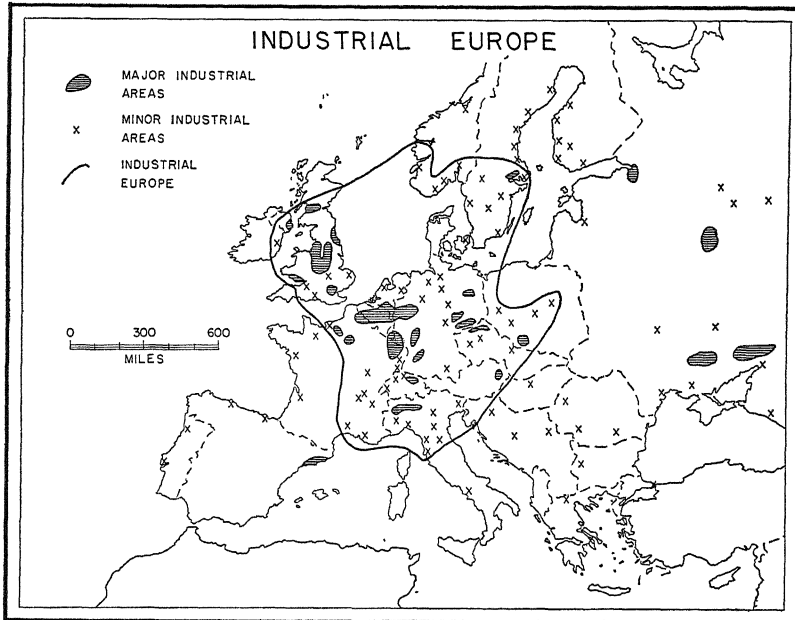 INDUSTRIAL EUROPE
MAJOR INDUSTRIAL
AREAS
x MINOR INDUSTRIAL
AREAS
INDUSTRIAL
EUROPE
0 300 600
MILES